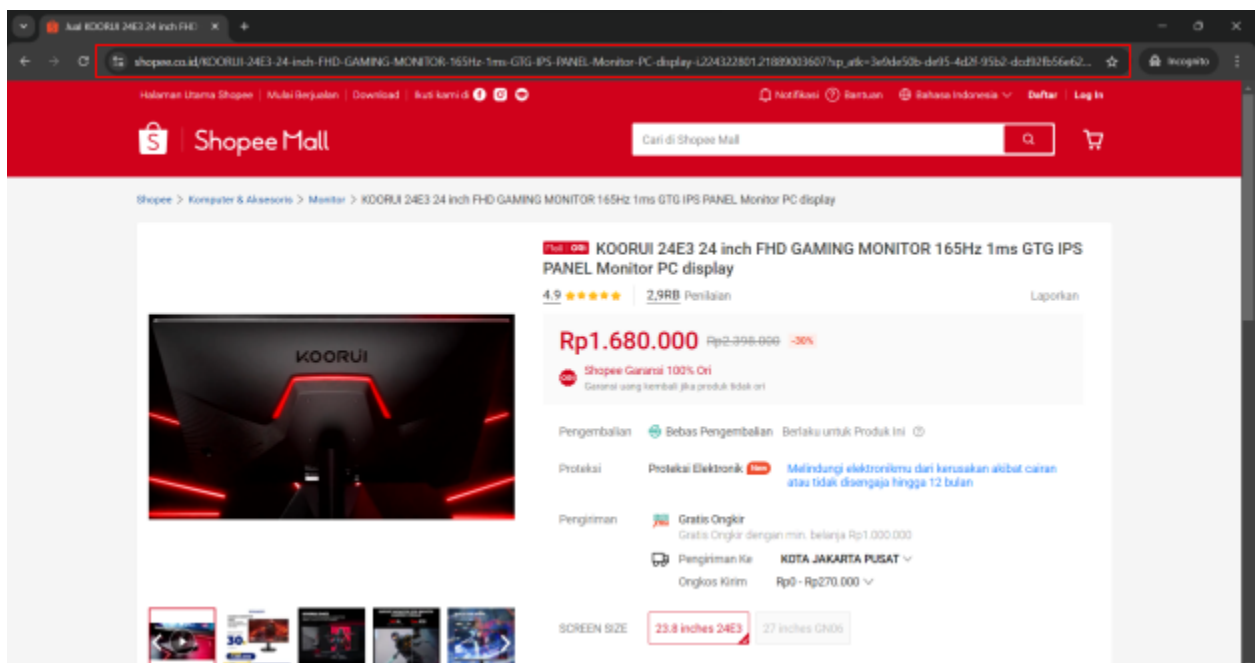 Jual KOORUI 24E3 24 inch FHD
shopee.co.id/KOORUI-24E3-24-inch-FHD-GAMING-MONITOR-165Hz-1ms-GTG-IPS-PANEL-Monitor-PC-display-i.224322801.21889003607?sp_atk=
Incognito
Halaman Utama Shopee | Mulai Berjualan | Download | Ikuti kami di
Notifikasi Bantuan Bahasa Indonesia Daftar | Log In
Shopee Mall
Cari di Shopee Mall
Shopee > Komputer & Aksesoris > Monitor > KOORUI 24E3 24 inch FHD GAMING MONITOR 165Hz 1ms GTG IPS PANEL Monitor PC display
Mall | ORI KOORUI 24E3 24 inch FHD GAMING MONITOR 165Hz 1ms GTG IPS
PANEL Monitor PC display
4.9 2,9RB Penilaian Laporkan
KOORUI
Rp1.680.000 Rp2.398.000 -30%
Shopee Garansi 100% Ori
Garansi uang kembali jika produk tidak ori
Pengembalian Bebas Pengembalian Berlaku untuk Produk Ini
Proteksi Proteksi Elektronik New Melindungi elektronikmu dari kerusakan akibat cairan
atau tidak disengaja hingga 12 bulan
Pengiriman Gratis Ongkir
Gratis Ongkir dengan min. belanja Rp1.000.000
Pengiriman Ke KOTA JAKARTA PUSAT
Ongkos Kirim Rp0 - Rp270.000
SCREEN SIZE 23.8 inches 24E3 27 inches GN06
30